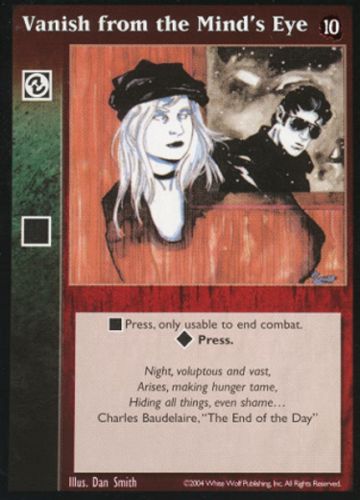 Vanish from the Mind's Eye 10
Press, only usable to end combat.
Press.
Night, voluptuous and vast,
Arises, making hunger tame,
Hiding all things, even shame...
Charles Baudelaire, "The End of the Day"
Illus. Dan Smith ©2004 White Wolf Publishing, Inc. All Rights Reserved.